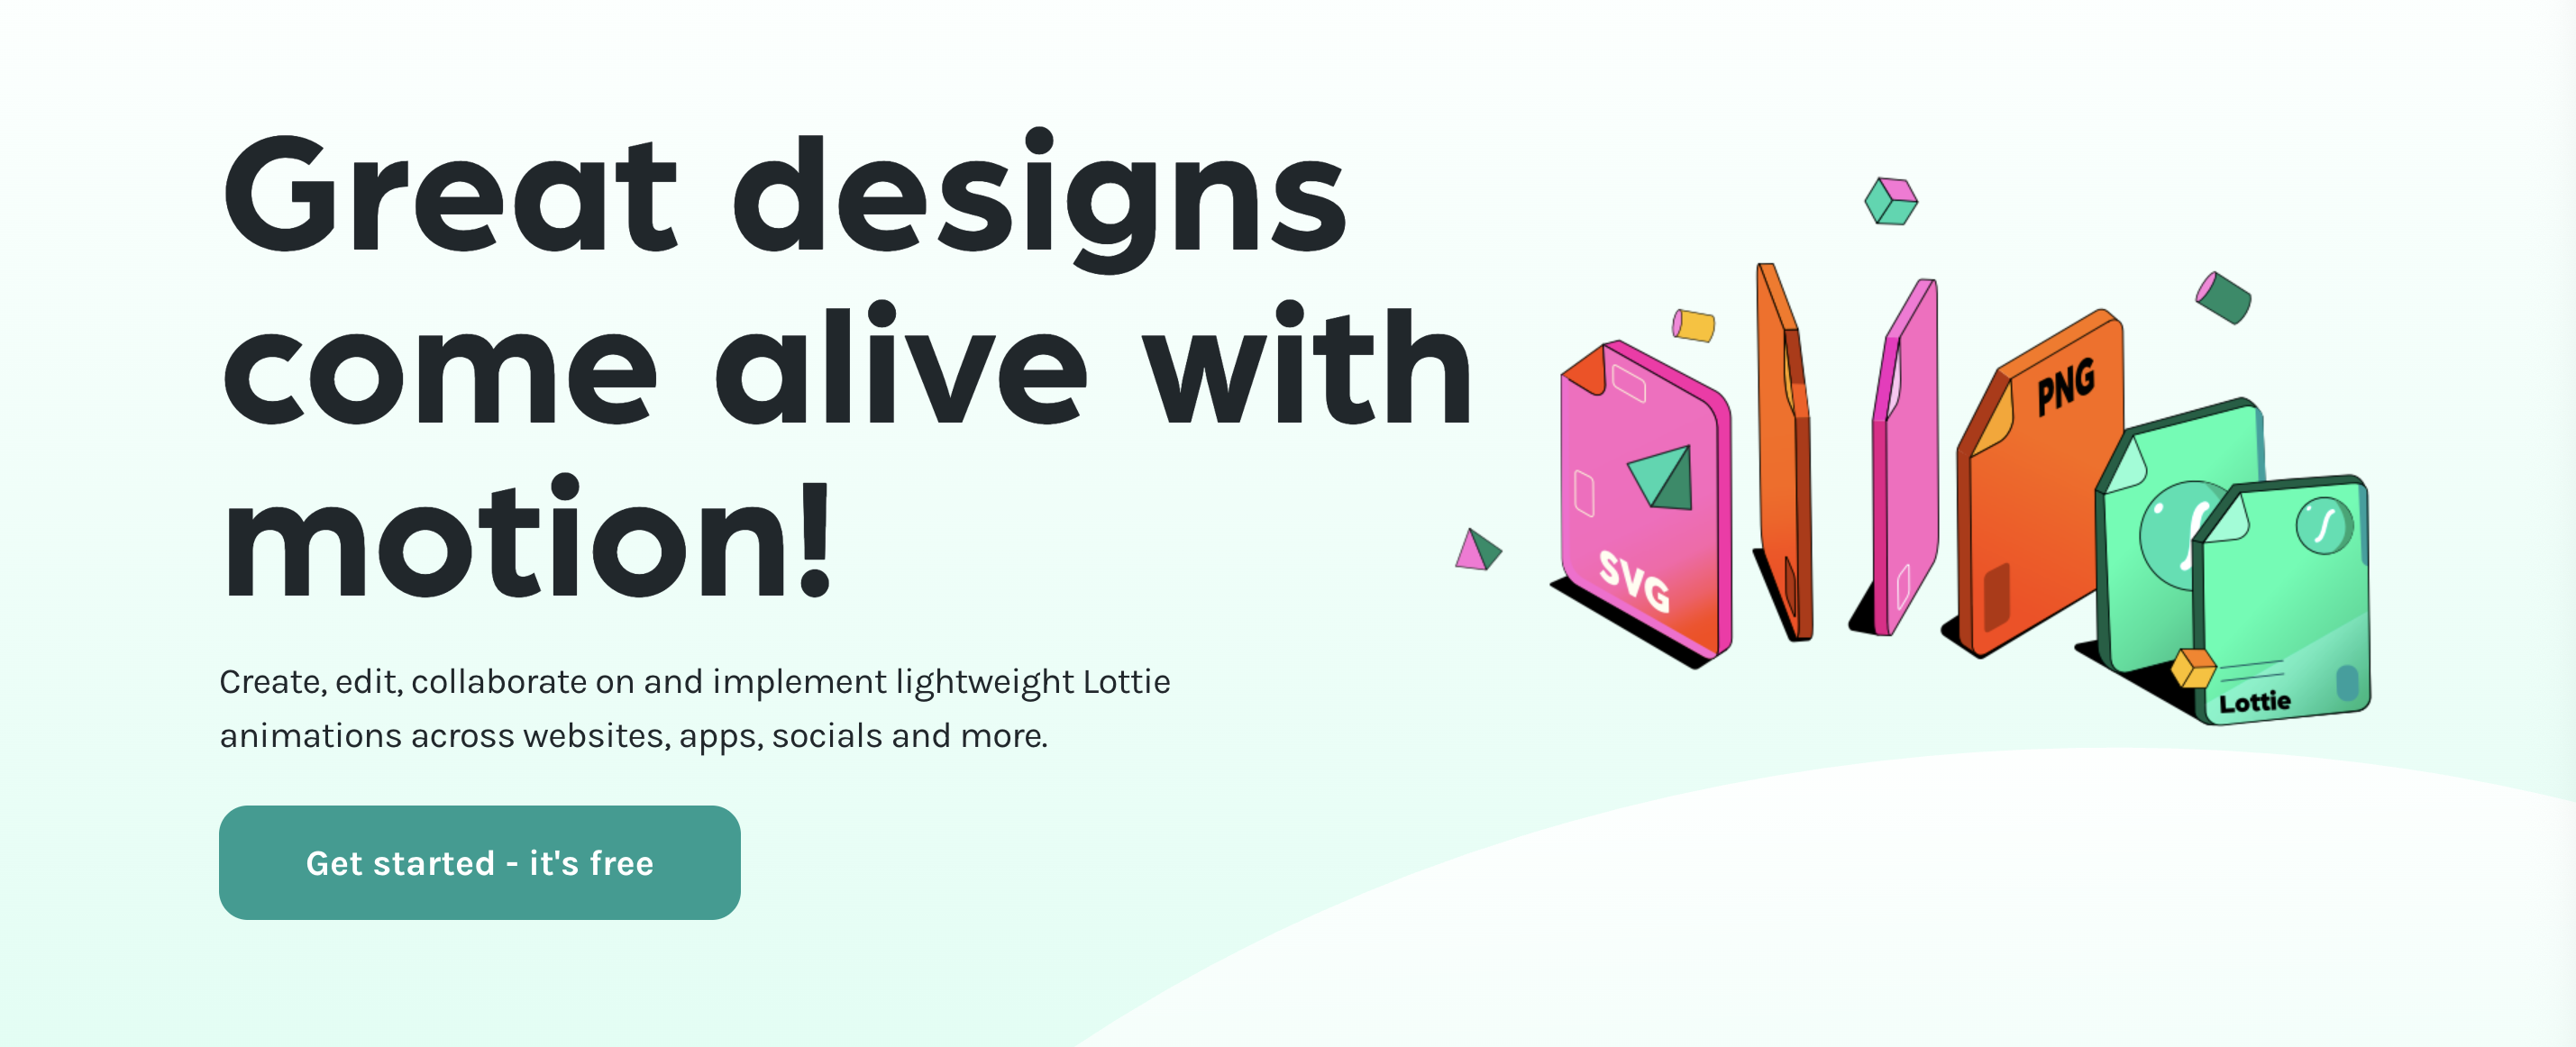 Great designs
come alive with
motion!
Create, edit, collaborate on and implement lightweight Lottie
animations across websites, apps, socials and more.
Get started - it's free
SVG
PNG
Lottie